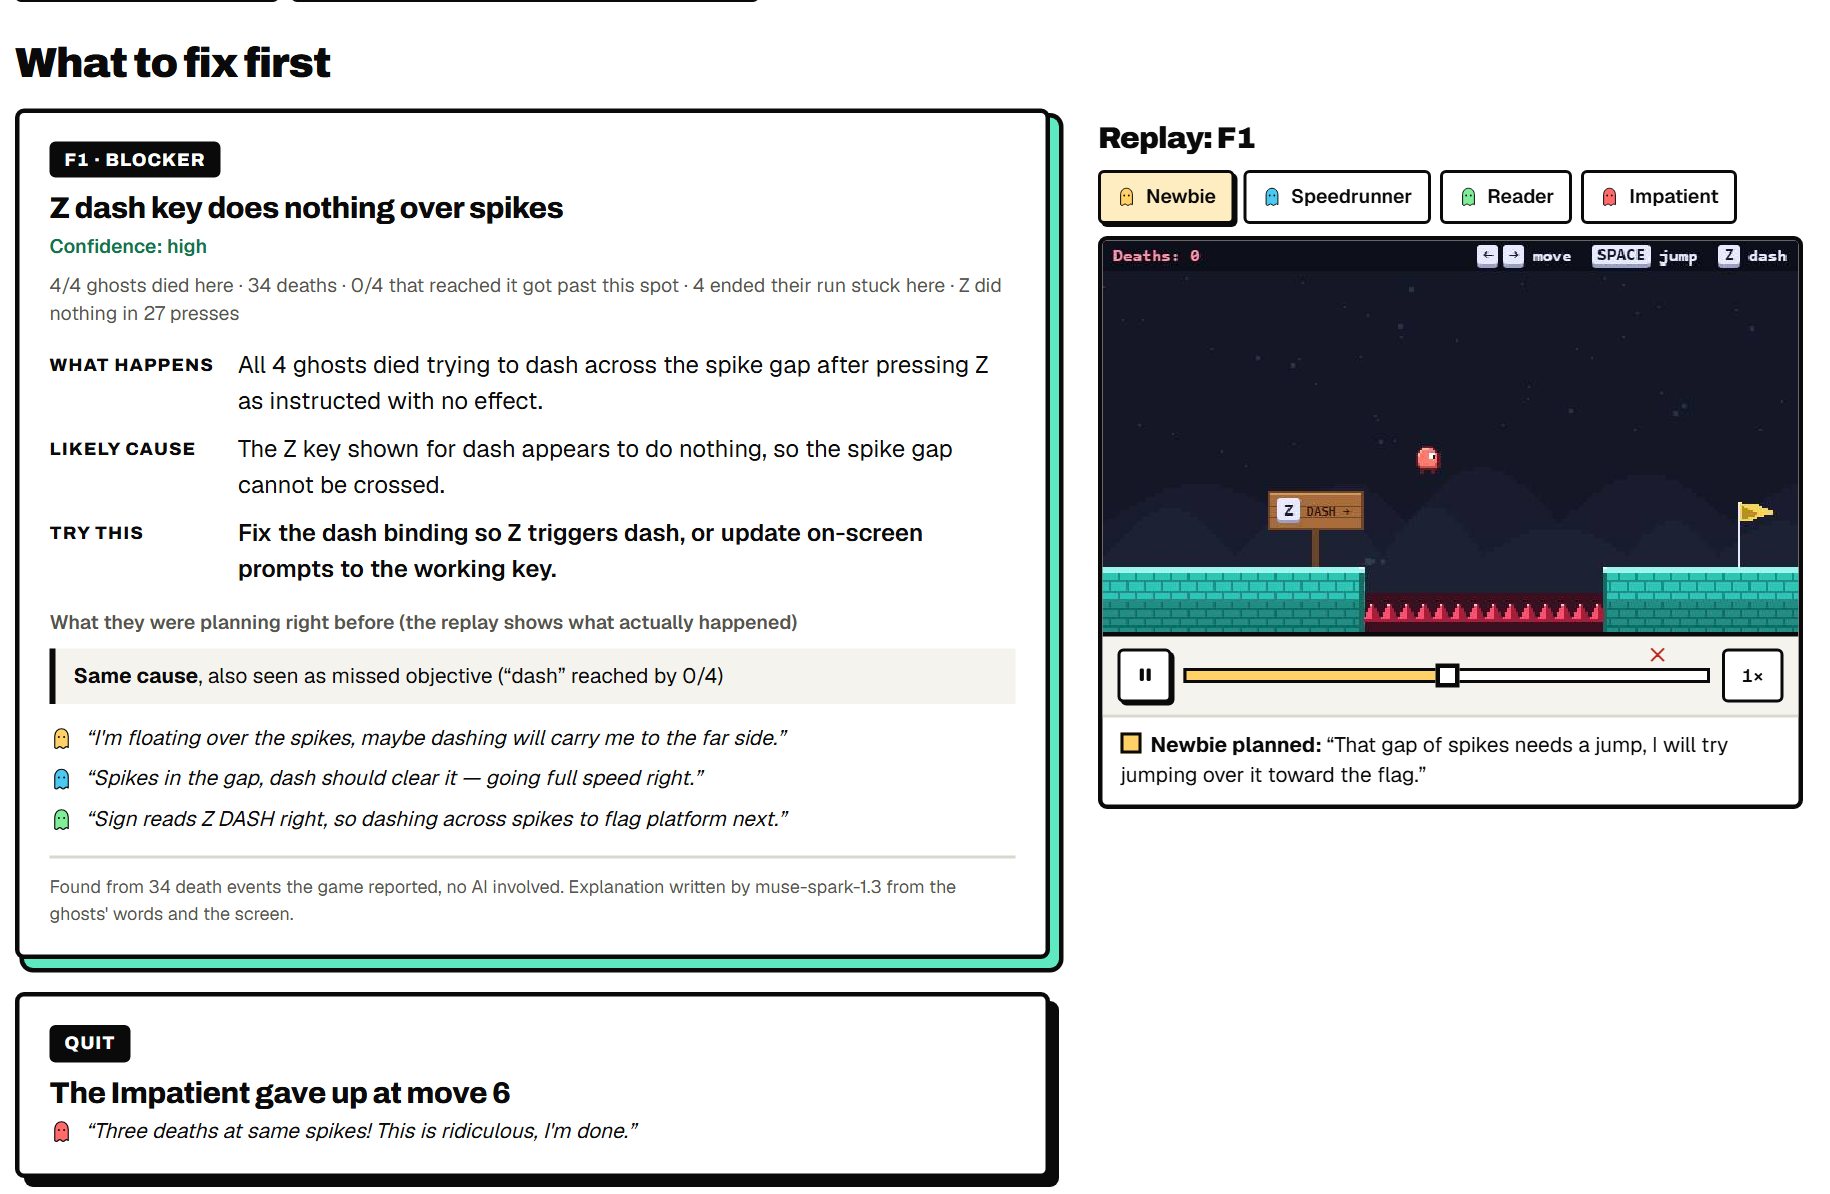 What to fix first
F1 · BLOCKER
Z dash key does nothing over spikes
Confidence: high
4/4 ghosts died here · 34 deaths · 0/4 that reached it got past this spot · 4 ended their run stuck here · Z did
nothing in 27 presses
WHAT HAPPENS
All 4 ghosts died trying to dash across the spike gap after pressing Z
as instructed with no effect.
LIKELY CAUSE
The Z key shown for dash appears to do nothing, so the spike gap
cannot be crossed.
TRY THIS
Fix the dash binding so Z triggers dash, or update on-screen
prompts to the working key.
What they were planning right before (the replay shows what actually happened)
Same cause, also seen as missed objective (“dash” reached by 0/4)
“I'm floating over the spikes, maybe dashing will carry me to the far side.”
“Spikes in the gap, dash should clear it — going full speed right.”
“Sign reads Z DASH right, so dashing across spikes to flag platform next.”
Found from 34 death events the game reported, no AI involved. Explanation written by muse-spark-1.3 from the
ghosts' words and the screen.
QUIT
The Impatient gave up at move 6
“Three deaths at same spikes! This is ridiculous, I'm done.”
Replay: F1
Newbie Speedrunner Reader Impatient
Deaths: 0 ← → move SPACE jump Z dash
Z DASH →
1×
Newbie planned: “That gap of spikes needs a jump, I will try
jumping over it toward the flag.”